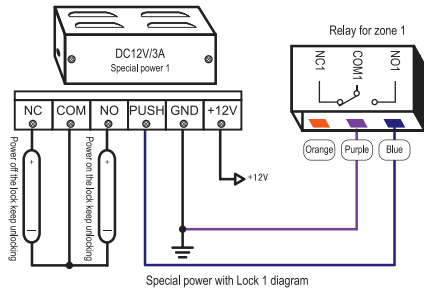 Relay for zone 1
DC12V/3A
Special power 1
NC1
COM1
NO1
NC
COM
NO
PUSH
GND
+12V
Orange
Purple
Blue
Power off the lock keep unlocking
+
Power on the lock keep unlocking
+
+12V
Special power with Lock 1 diagram